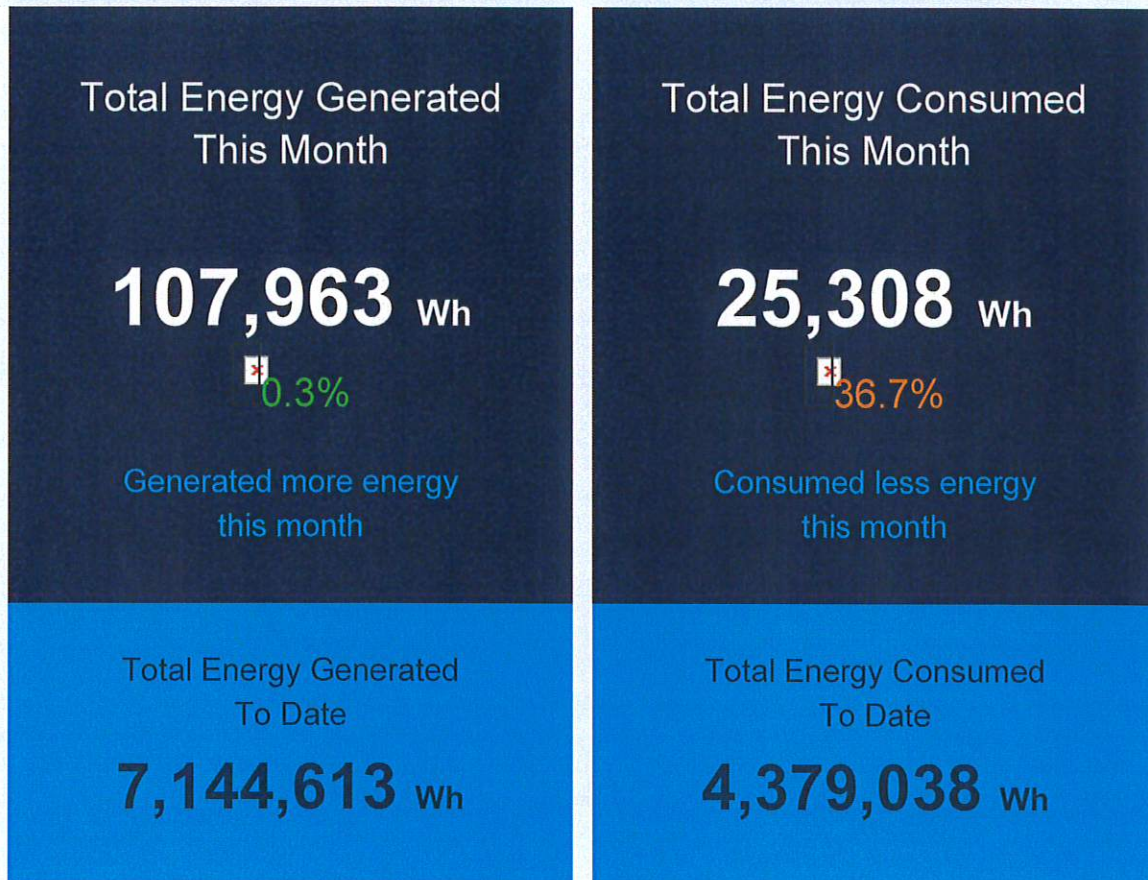 Total Energy Generated
This Month
107,963 Wh
0.3%
Generated more energy
this month
Total Energy Generated
To Date
7,144,613 Wh
Total Energy Consumed
This Month
25,308 Wh
36.7%
Consumed less energy
this month
Total Energy Consumed
To Date
4,379,038 Wh